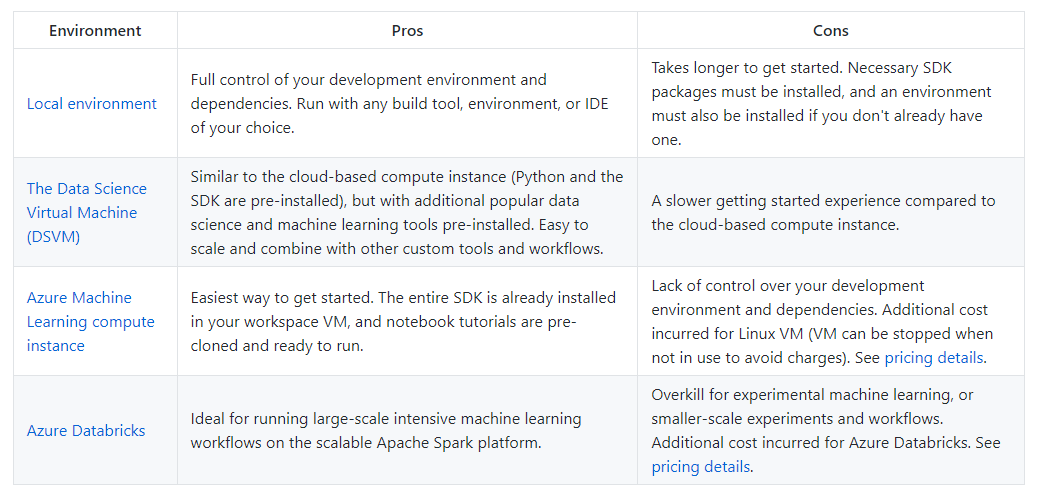 Environment
Pros
Cons
Local environment
Full control of your development environment and
dependencies. Run with any build tool, environment, or IDE
of your choice.
Takes longer to get started. Necessary SDK
packages must be installed, and an environment
must also be installed if you don't already have
one.
The Data Science
Virtual Machine
(DSVM)
Similar to the cloud-based compute instance (Python and the
SDK are pre-installed), but with additional popular data
science and machine learning tools pre-installed. Easy to
scale and combine with other custom tools and workflows.
A slower getting started experience compared to
the cloud-based compute instance.
Azure Machine
Learning compute
instance
Easiest way to get started. The entire SDK is already installed
in your workspace VM, and notebook tutorials are pre-
cloned and ready to run.
Lack of control over your development
environment and dependencies. Additional cost
incurred for Linux VM (VM can be stopped when
not in use to avoid charges). See pricing details.
Azure Databricks
Ideal for running large-scale intensive machine learning
workflows on the scalable Apache Spark platform.
Overkill for experimental machine learning, or
smaller-scale experiments and workflows.
Additional cost incurred for Azure Databricks. See
pricing details.